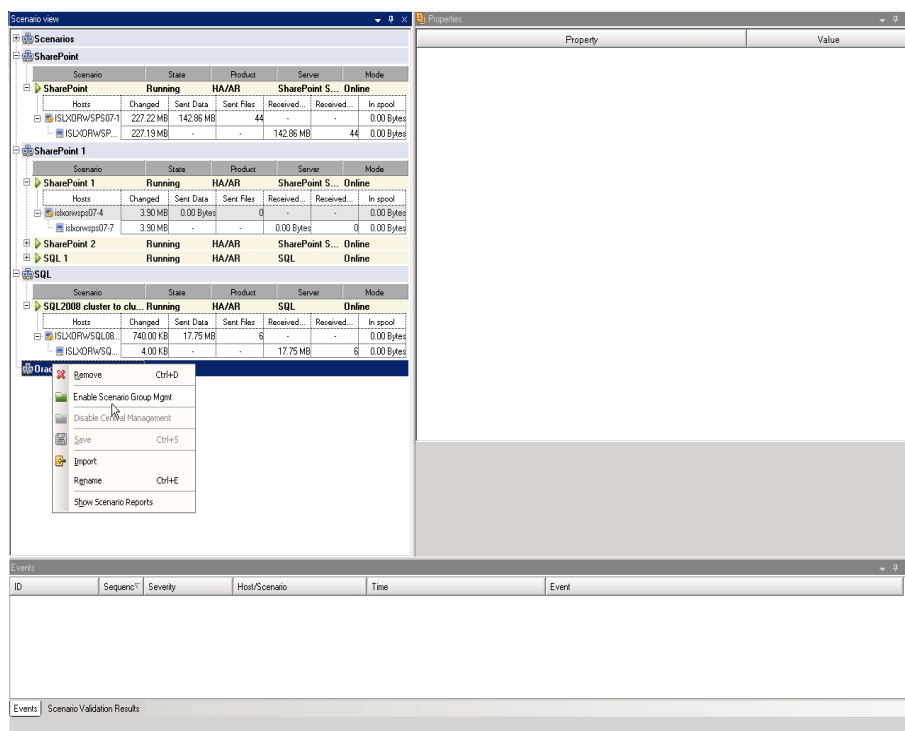 Scenario view
Properties
Scenarios
Property Value
SharePoint
Scenario State Product Server Mode
SharePoint Running HA/AR SharePoint S... Online
Hosts Changed Sent Data Sent Files Received... Received... In spool
ISLXORWSPS07-1 227.22 MB 142.86 MB 44 - - 0.00 Bytes
ISLXORWSP... 227.19 MB - - 142.86 MB 44 0.00 Bytes
SharePoint 1
Scenario State Product Server Mode
SharePoint 1 Running HA/AR SharePoint S... Online
Hosts Changed Sent Data Sent Files Received... Received... In spool
islxorwsps07-4 3.90 MB 0.00 Bytes 0 - - 0.00 Bytes
islxorwsps07-7 3.90 MB - - 0.00 Bytes 0 0.00 Bytes
SharePoint 2 Running HA/AR SharePoint S... Online
SQL 1 Running HA/AR SQL Online
SQL
Scenario State Product Server Mode
SQL2008 cluster to clu... Running HA/AR SQL Online
Hosts Changed Sent Data Sent Files Received... Received... In spool
ISLXORWSQL08... 740.00 KB 17.75 MB 6 - - 0.00 Bytes
ISLXORWSQ... 4.00 KB - - 17.75 MB 6 0.00 Bytes
Remove Ctrl+D
Enable Scenario Group Mgmt
Disable Central Management
Save Ctrl+S
Import
Rename Ctrl+E
Show Scenario Reports
Events
ID Sequenc Severity Host/Scenario Time Event
Events Scenario Validation Results